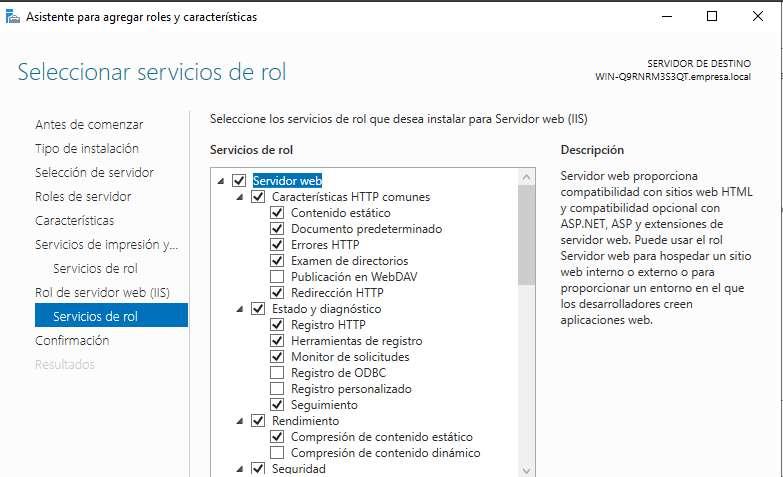 Asistente para agregar roles y características
Seleccionar servicios de rol
SERVIDOR DE DESTINO
WIN-Q9RNRM3S3QT.empresa.local
Antes de comenzar
Tipo de instalación
Selección de servidor
Roles de servidor
Características
Servicios de impresión y...
Servicios de rol
Rol de servidor web (IIS)
Servicios de rol
Confirmación
Resultados
Seleccione los servicios de rol que desea instalar para Servidor web (IIS)
Servicios de rol
Servidor web
Características HTTP comunes
Contenido estático
Documento predeterminado
Errores HTTP
Examen de directorios
Publicación en WebDAV
Redirección HTTP
Estado y diagnóstico
Registro HTTP
Herramientas de registro
Monitor de solicitudes
Registro de ODBC
Registro personalizado
Seguimiento
Rendimiento
Compresión de contenido estático
Compresión de contenido dinámico
Seguridad
Descripción
Servidor web proporciona
compatibilidad con sitios web HTML
y compatibilidad opcional con
ASP.NET, ASP y extensiones de
servidor web. Puede usar el rol
Servidor web para hospedar un sitio
web interno o externo o para
proporcionar un entorno en el que
los desarrolladores creen
aplicaciones web.